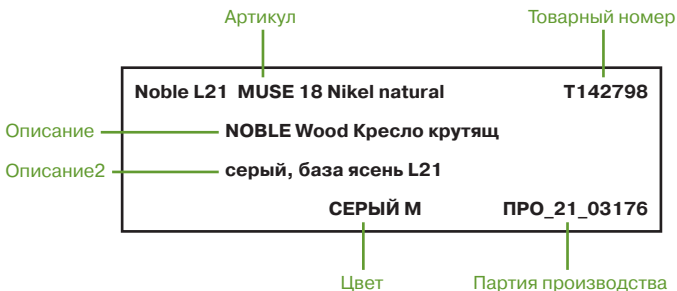 Артикул Товарный номер
Noble L21 MUSE 18 Nikel natural T142798
Описание NOBLE Wood Кресло крутящ
Описание2 серый, база ясень L21
СЕРЫЙ М ПРО_21_03176
Цвет Партия производства